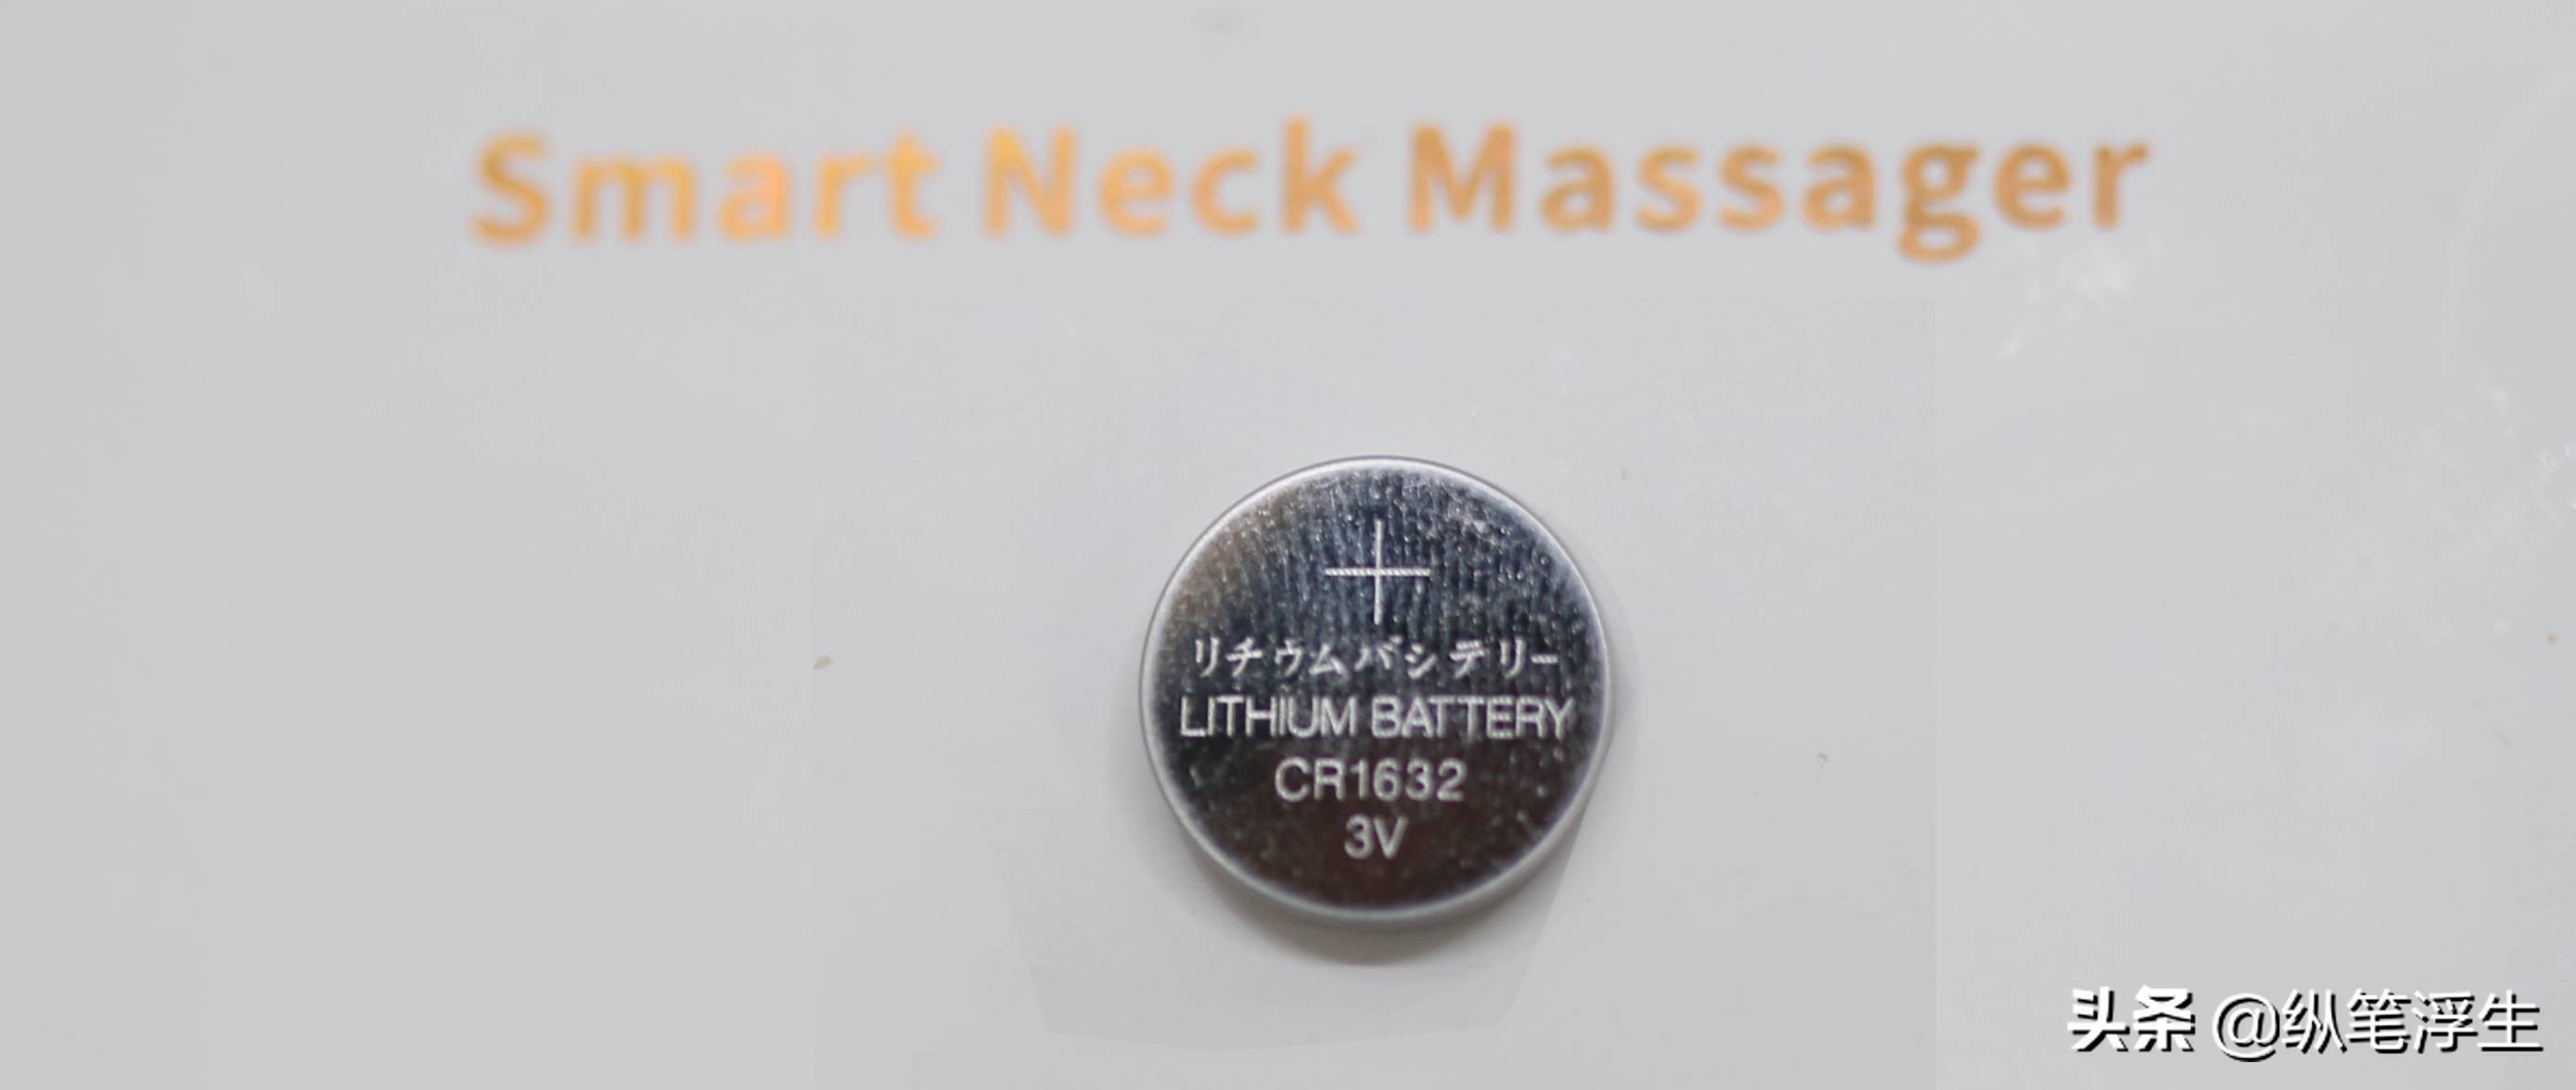 Smart Neck Massager
リチウムバシテリー
LITHIUM BATTERY
CR1632
3V
头条 @纵笔浮生